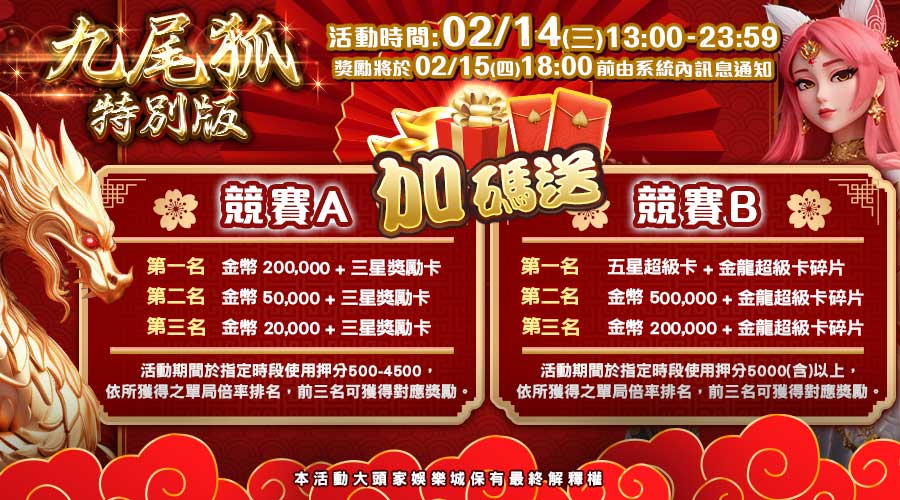 九尾狐
特別版
活動時間:02/14(三)13:00-23:59
獎勵將於 02/15(四)18:00 前由系統內訊息通知
加碼送
競賽A
第一名 金幣 200,000 + 三星獎勵卡
第二名 金幣 50,000 + 三星獎勵卡
第三名 金幣 20,000 + 三星獎勵卡
活動期間於指定時段使用押分500-4500，
依所獲得之單局倍率排名，前三名可獲得對應獎勵。
競賽B
第一名 五星超級卡 + 金龍超級卡碎片
第二名 金幣 500,000 + 金龍超級卡碎片
第三名 金幣 200,000 + 金龍超級卡碎片
活動期間於指定時段使用押分5000(含)以上，
依所獲得之單局倍率排名，前三名可獲得對應獎勵。
本活動大頭家娛樂城保有最終解釋權